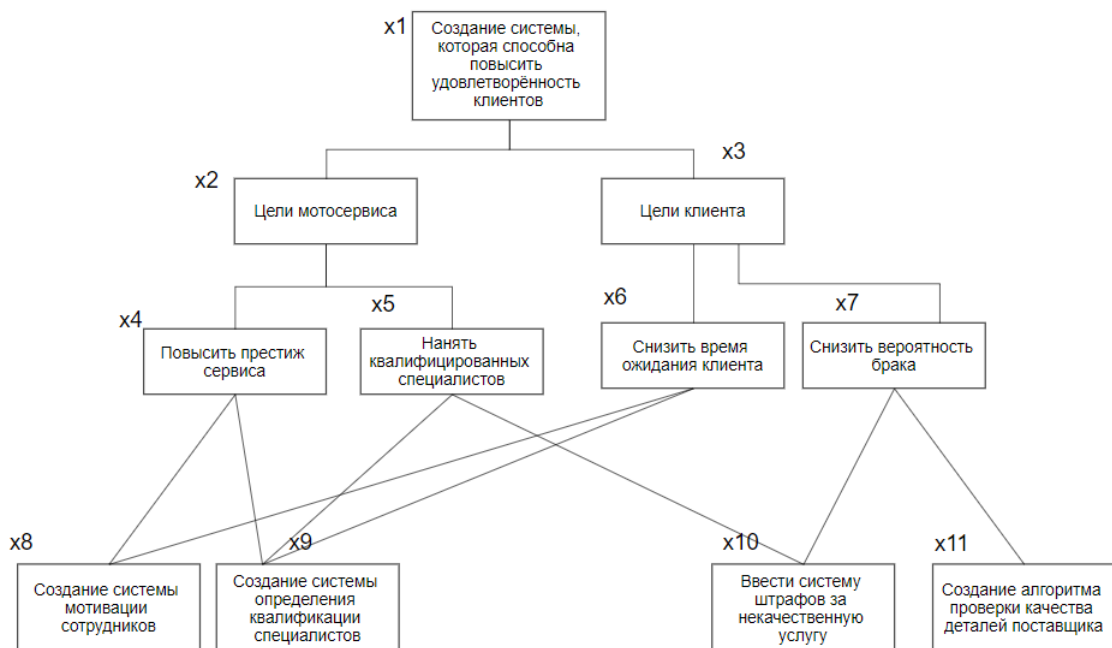 x1
Создание системы,
которая способна
повысить
удовлетворённость
клиентов
x2
Цели мотосервиса
x3
Цели клиента
x4
Повысить престиж
сервиса
x5
Нанять
квалифицированных
специалистов
x6
Снизить время
ожидания клиента
x7
Снизить вероятность
брака
x8
Создание системы
мотивации
сотрудников
x9
Создание системы
определения
квалификации
специалистов
x10
Ввести систему
штрафов за
некачественную
услугу
x11
Создание алгоритма
проверки качества
деталей поставщика